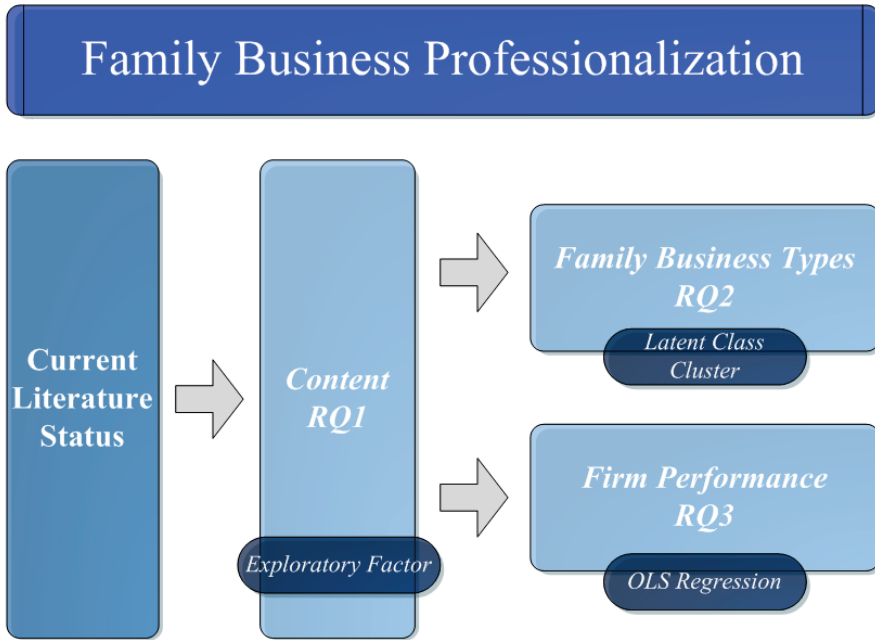 Family Business Professionalization
Current
Literature
Status
Content
RQ1
Exploratory Factor
Family Business Types
RQ2
Latent Class
Cluster
Firm Performance
RQ3
OLS Regression